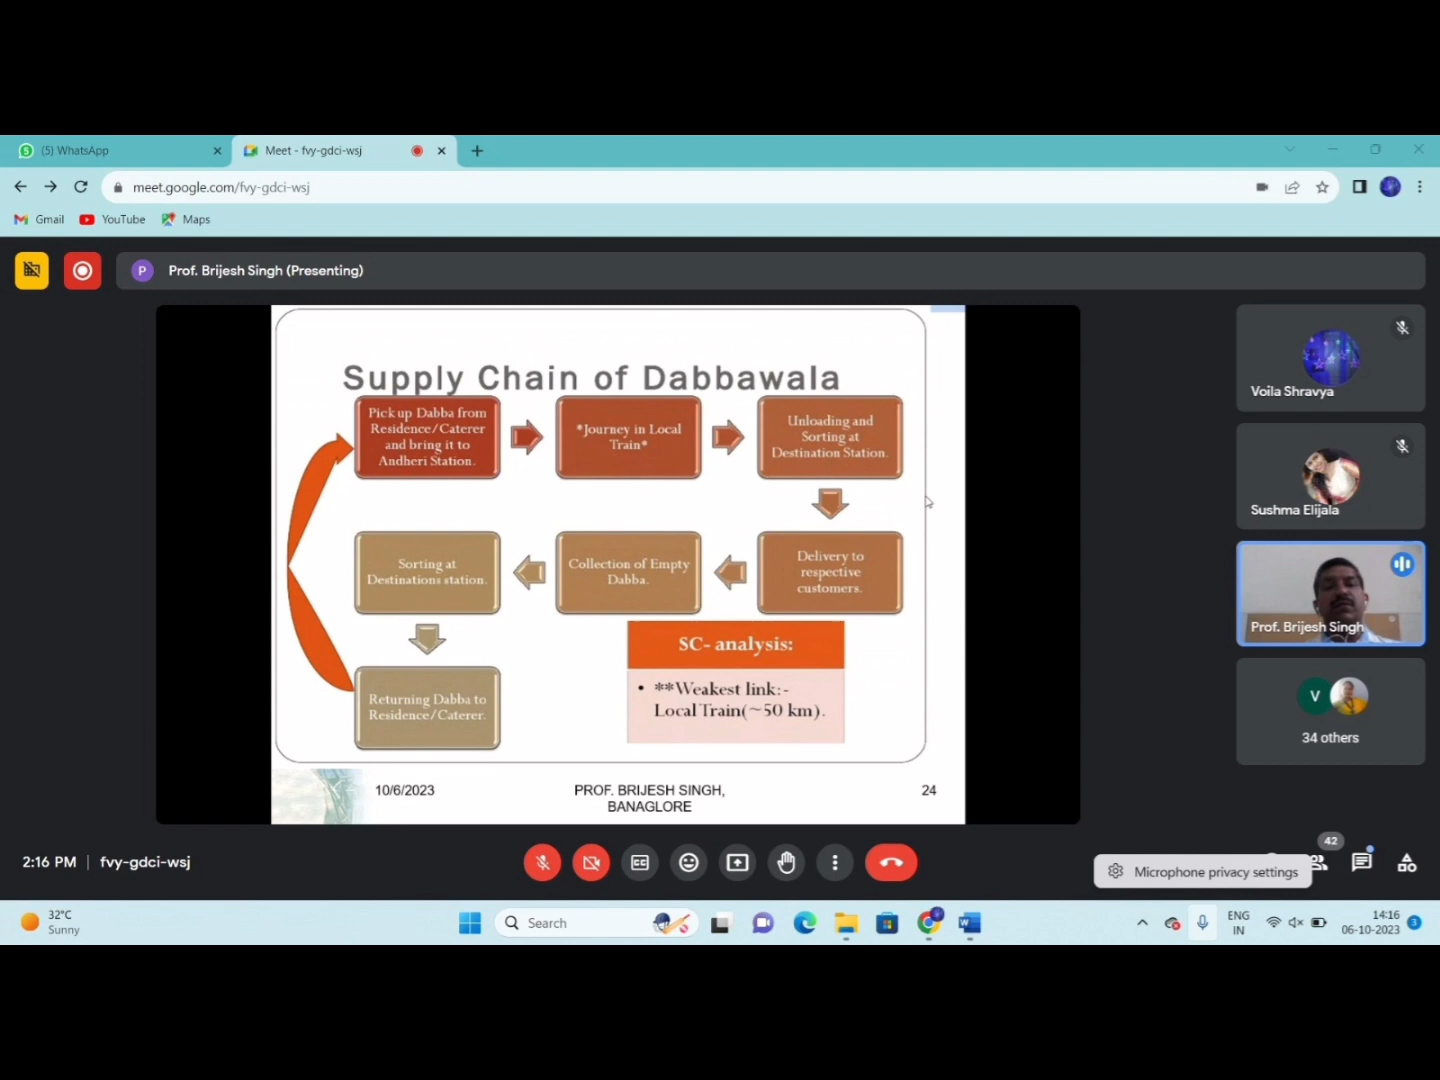 (5) WhatsApp
Meet - fvy-gdci-wsj
meet.google.com/fvy-gdci-wsj
Gmail
YouTube
Maps
P
Prof. Brijesh Singh (Presenting)
Supply Chain of Dabbawala
Pick up Dabba from
Residence/Caterer
and bring it to
Andheri Station.
*Journey in Local
Train*
Unloading and
Sorting at
Destination Station.
Sorting at
Destinations station.
Collection of Empty
Dabba.
Delivery to
respective
customers.
Returning Dabba to
Residence/Caterer.
SC- analysis:
• **Weakest link:-
Local Train(~50 km).
10/6/2023
PROF. BRIJESH SINGH,
BANAGLORE
24
Voila Shravya
Sushma Elijala
Prof. Brijesh Singh
V
34 others
2:16 PM | fvy-gdci-wsj
CC
42
Microphone privacy settings
32°C
Sunny
Search
W
ENG
IN
14:16
06-10-2023
3